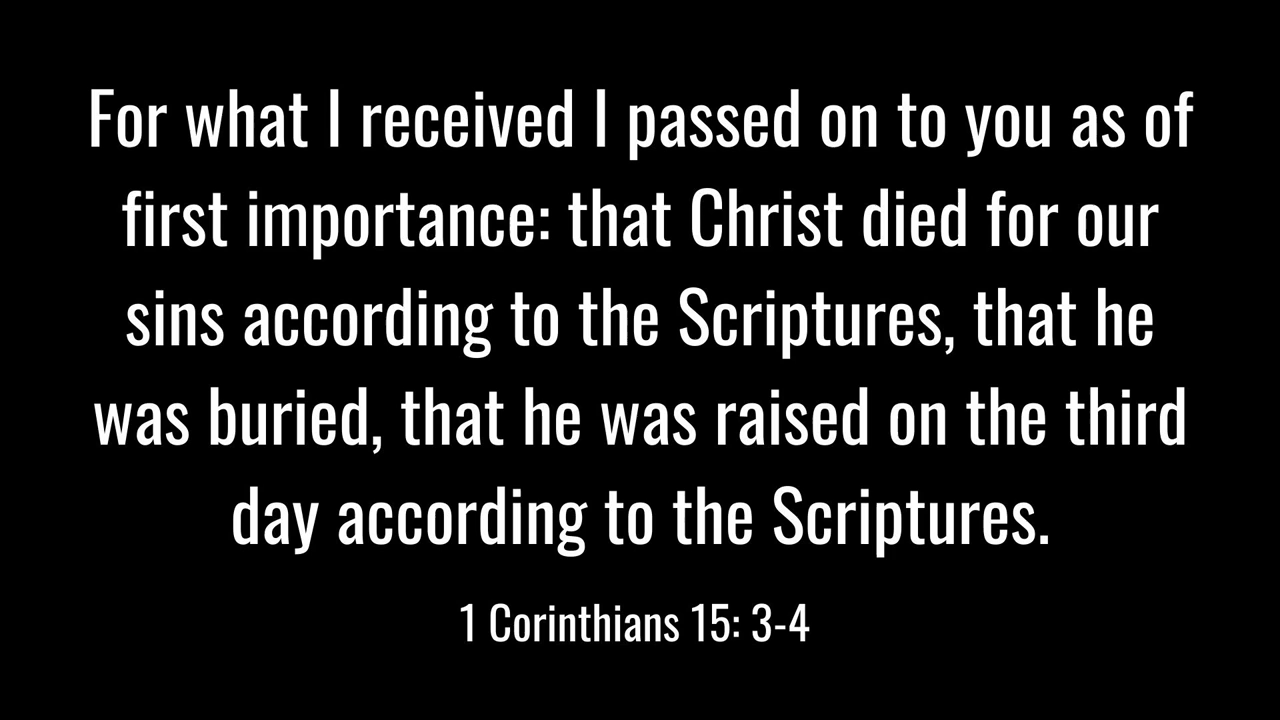 For what I received I passed on to you as of
first importance: that Christ died for our
sins according to the Scriptures, that he
was buried, that he was raised on the third
day according to the Scriptures.
1 Corinthians 15: 3-4